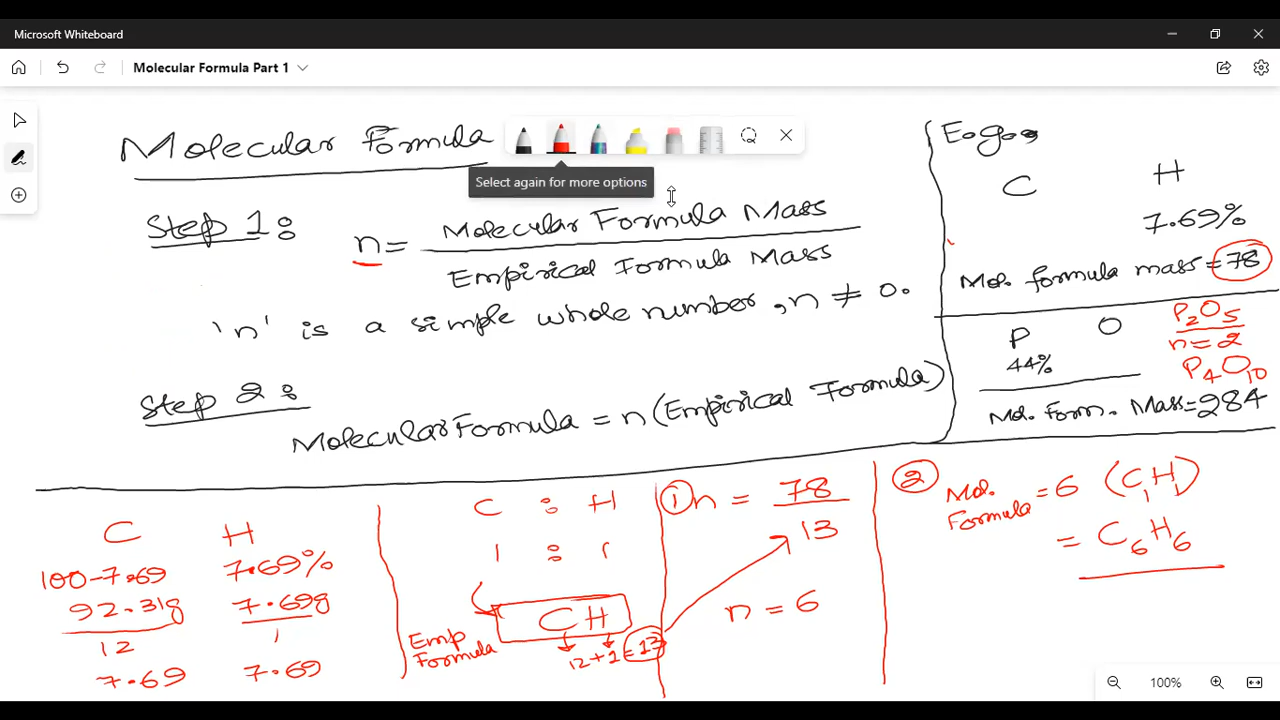 Microsoft Whiteboard
Molecular Formula Part 1
Molecular Formula
Select again for more options
Step 1:
n = Molecular Formula Mass
Empirical Formula Mass
'n' is a simple whole number, n ≠ 0.
Step 2:
Molecular Formula = n (Empirical Formula)
E.g.
C H
7.69%
Mol. formula mass = 78
P O
44%
P2O5
n = 2
P4O10
Mol. Form. Mass = 284
C H
100-7.69 7.69%
92.31g 7.69g
12 1
7.69 7.69
C : H
1 : 1
CH
Emp
Formula
12+1=13
① n = 78
13
n = 6
② Mol.
Formula = 6 (C1H1)
= C6H6
100%